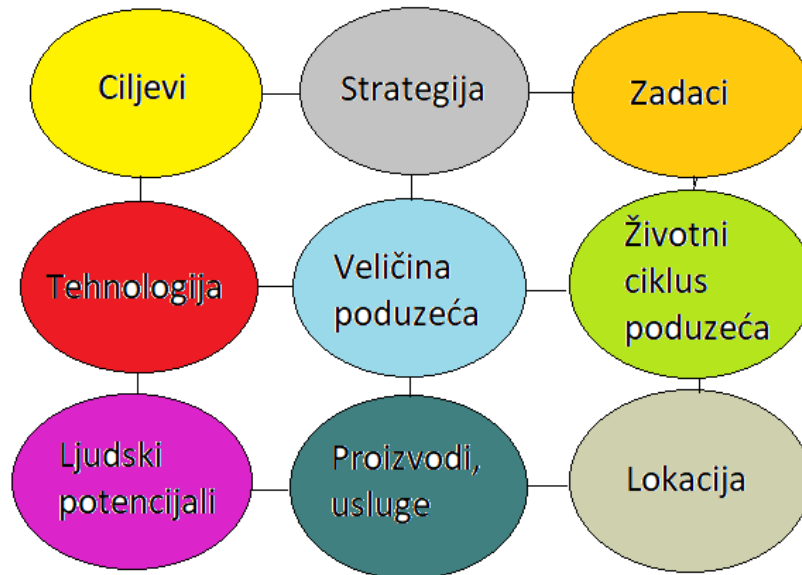 Ciljevi
Strategija
Zadaci
Tehnologija
Veličina
poduzeća
Životni
ciklus
poduzeća
Ljudski
potencijali
Proizvodi,
usluge
Lokacija